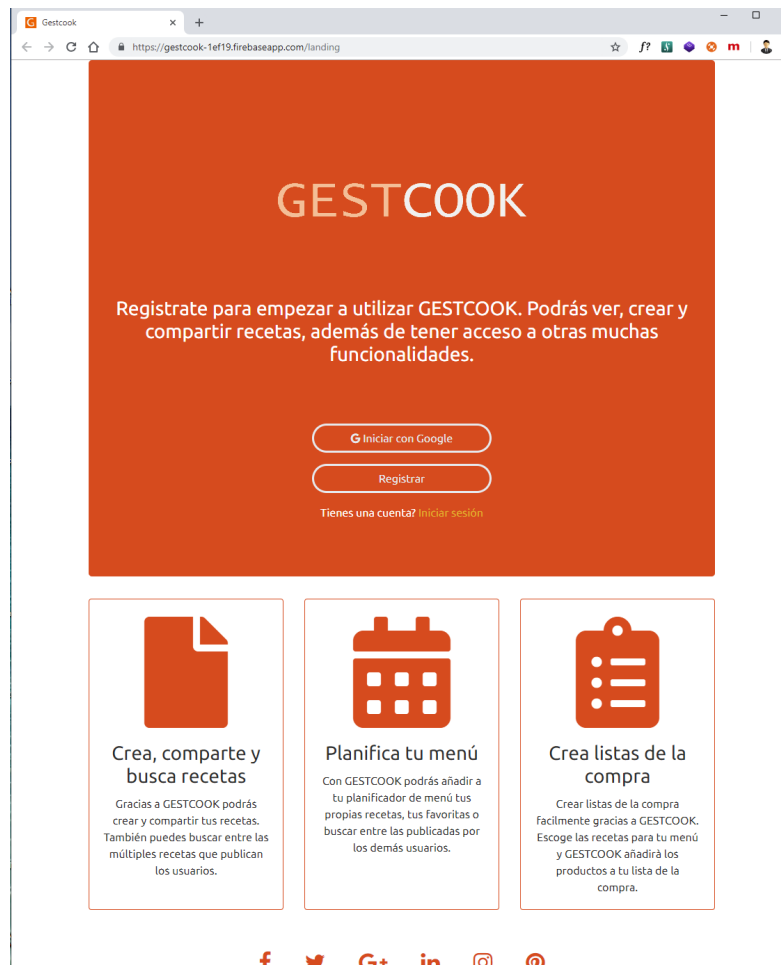 Gestcook
https://gestcook-1ef19.firebaseapp.com/landing
f?
m
GESTCOOK
Registrate para empezar a utilizar GESTCOOK. Podrás ver, crear y
compartir recetas, además de tener acceso a otras muchas
funcionalidades.
G Iniciar con Google
Registrar
Tienes una cuenta? Iniciar sesión
Crea, comparte y
busca recetas
Gracias a GESTCOOK podrás
crear y compartir tus recetas.
También puedes buscar entre las
múltiples recetas que publican
los usuarios.
Planifica tu menú
Con GESTCOOK podrás añadir a
tu planificador de menú tus
propias recetas, tus favoritas o
buscar entre las publicadas por
los demás usuarios.
Crea listas de la
compra
Crear listas de la compra
facilmente gracias a GESTCOOK.
Escoge las recetas para tu menú
y GESTCOOK añadirà los
productos a tu lista de la
compra.